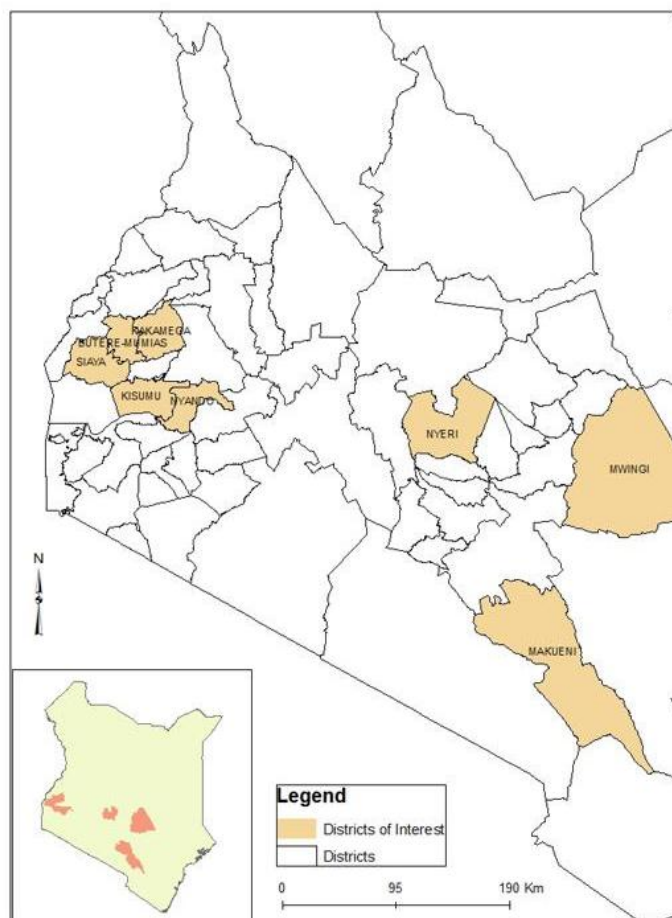 KAKAMEGA
BUTERE-MUMIAS
SIAYA
KISUMU
NYANDO
NYERI
MWINGI
MAKUENI
N
Legend
Districts of Interest
Districts
0 95 190 Km